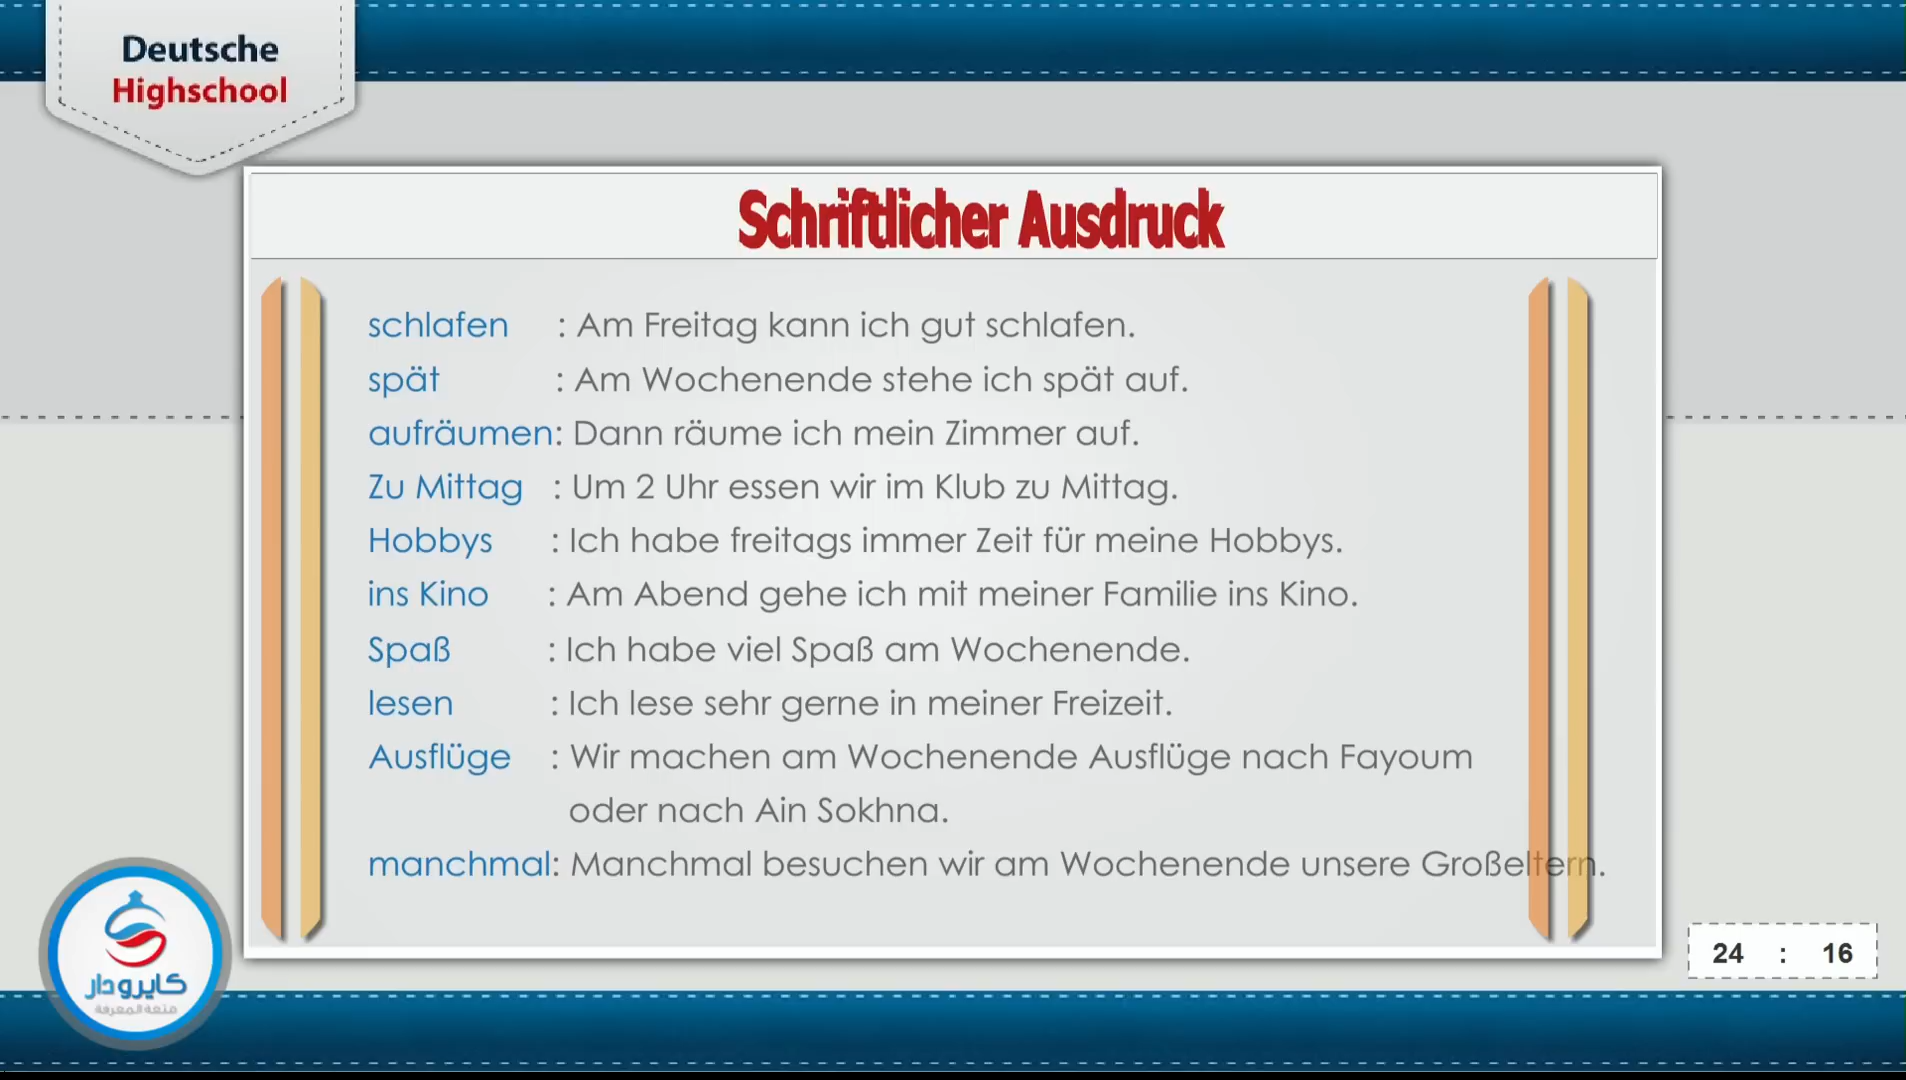 Deutsche
Highschool
Schriftlicher Ausdruck
schlafen : Am Freitag kann ich gut schlafen.
spät : Am Wochenende stehe ich spät auf.
aufräumen: Dann räume ich mein Zimmer auf.
Zu Mittag : Um 2 Uhr essen wir im Klub zu Mittag.
Hobbys : Ich habe freitags immer Zeit für meine Hobbys.
ins Kino : Am Abend gehe ich mit meiner Familie ins Kino.
Spaß : Ich habe viel Spaß am Wochenende.
lesen : Ich lese sehr gerne in meiner Freizeit.
Ausflüge : Wir machen am Wochenende Ausflüge nach Fayoum
oder nach Ain Sokhna.
manchmal: Manchmal besuchen wir am Wochenende unsere Großeltern.
كايرودار
متعة المعرفة
24 : 16